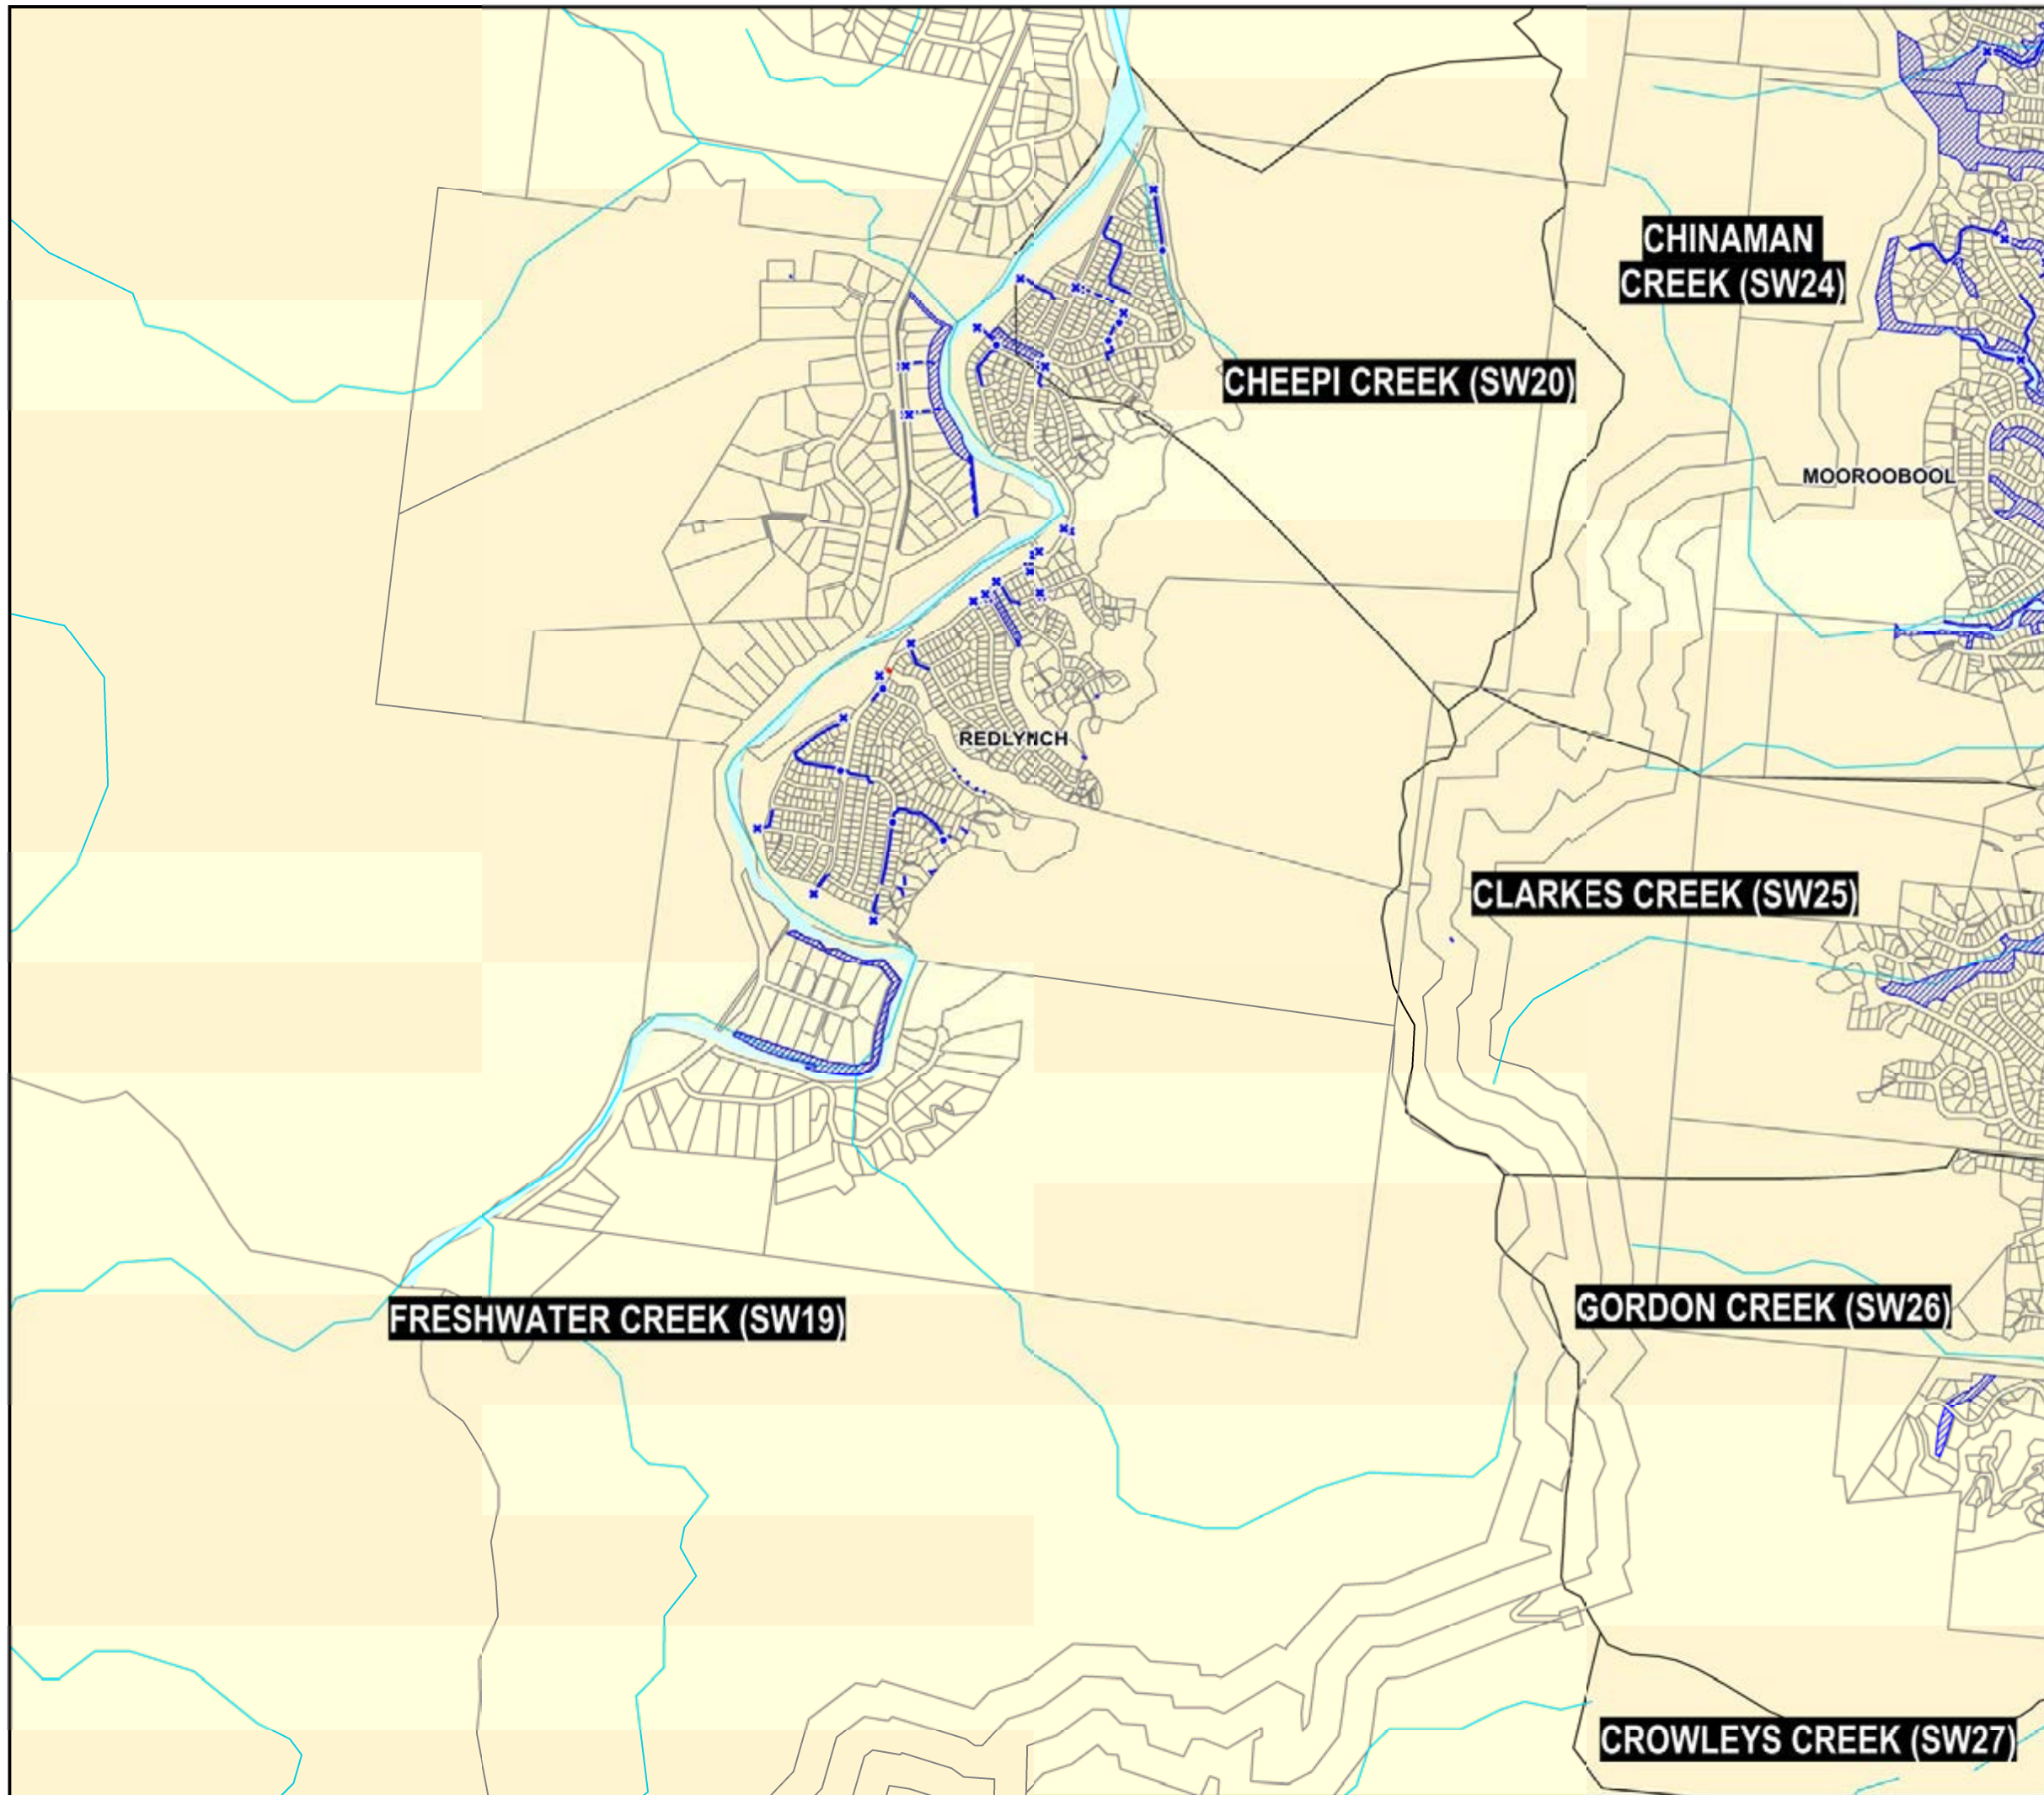 CHINAMAN
CREEK (SW24)
CHEEPI CREEK (SW20)
MOOROOBOOL
REDLYNCH
CLARKES CREEK (SW25)
FRESHWATER CREEK (SW19)
GORDON CREEK (SW26)
CROWLEYS CREEK (SW27)